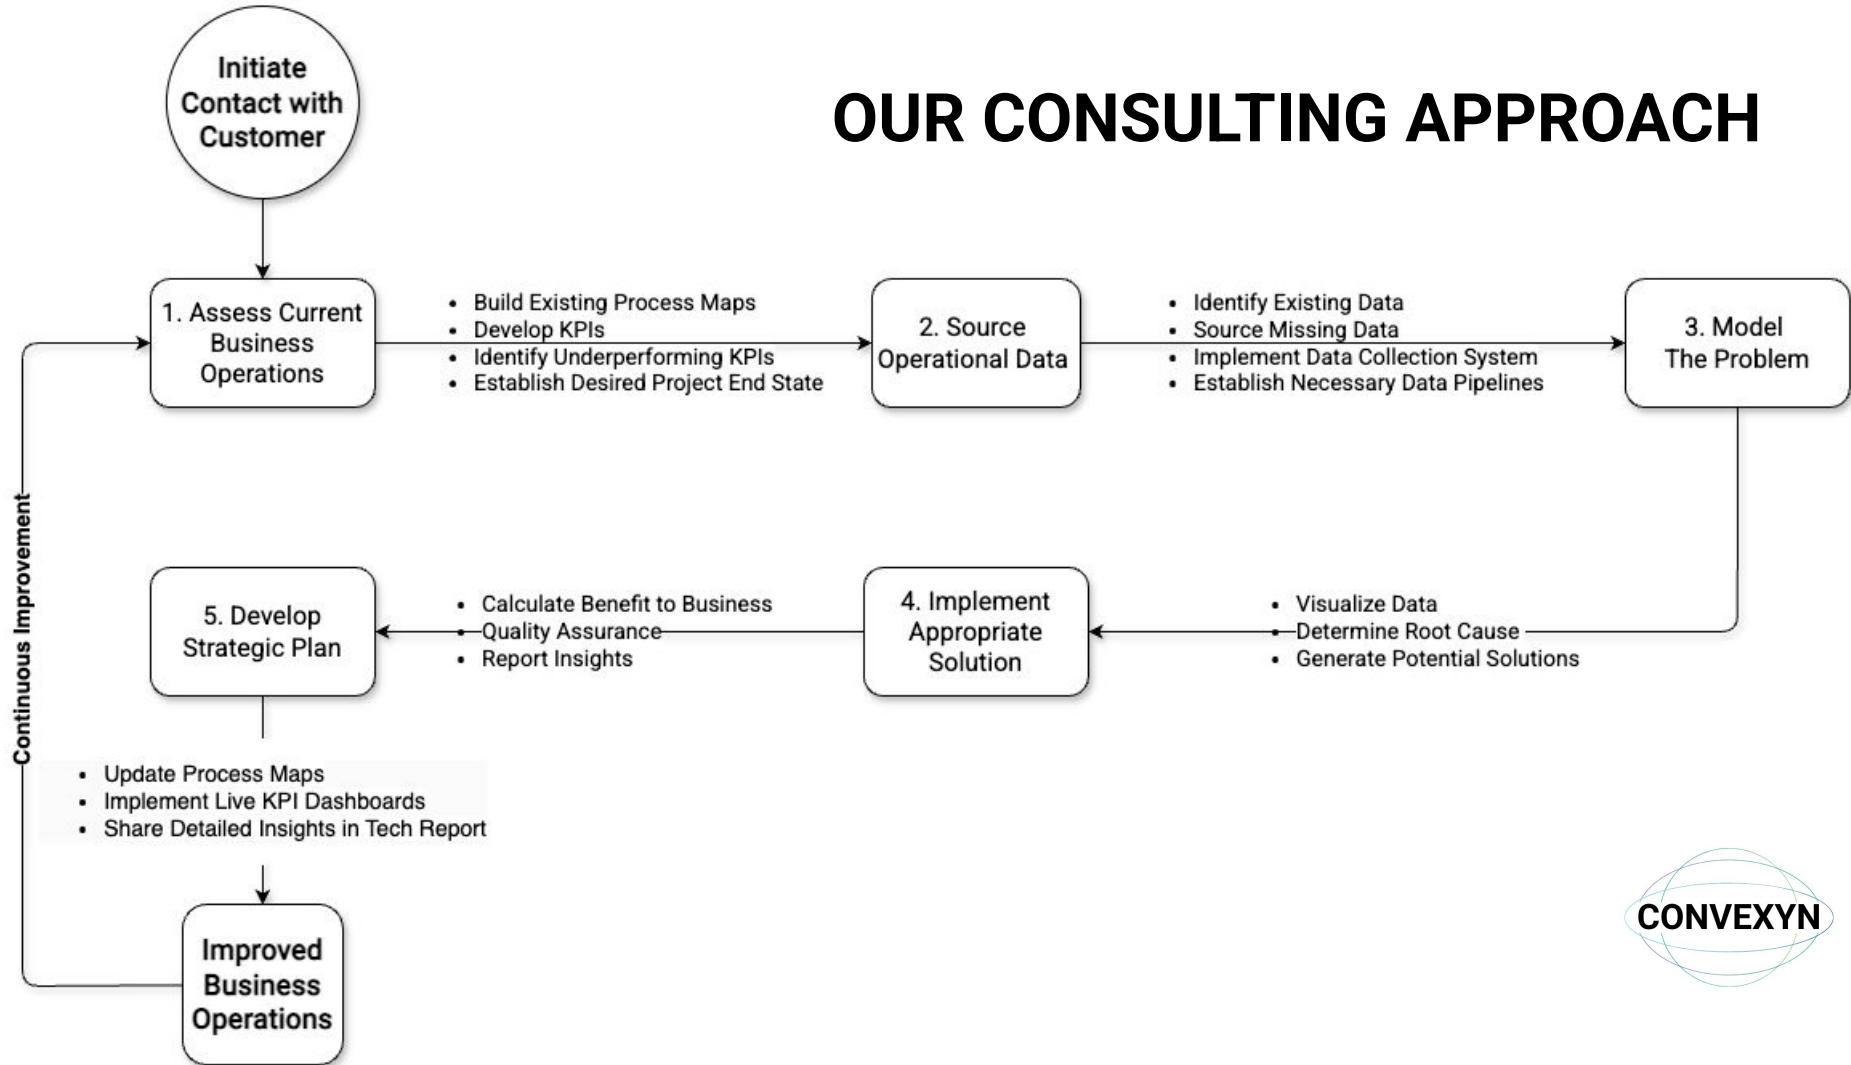 Initiate
Contact with
Customer
OUR CONSULTING APPROACH
1. Assess Current
Business
Operations
• Build Existing Process Maps
• Develop KPIs
• Identify Underperforming KPIs
• Establish Desired Project End State
2. Source
Operational Data
• Identify Existing Data
• Source Missing Data
• Implement Data Collection System
• Establish Necessary Data Pipelines
3. Model
The Problem
• Visualize Data
• Determine Root Cause
• Generate Potential Solutions
4. Implement
Appropriate
Solution
• Calculate Benefit to Business
• Quality Assurance
• Report Insights
5. Develop
Strategic Plan
• Update Process Maps
• Implement Live KPI Dashboards
• Share Detailed Insights in Tech Report
Improved
Business
Operations
Continuous Improvement
CONVEXYN